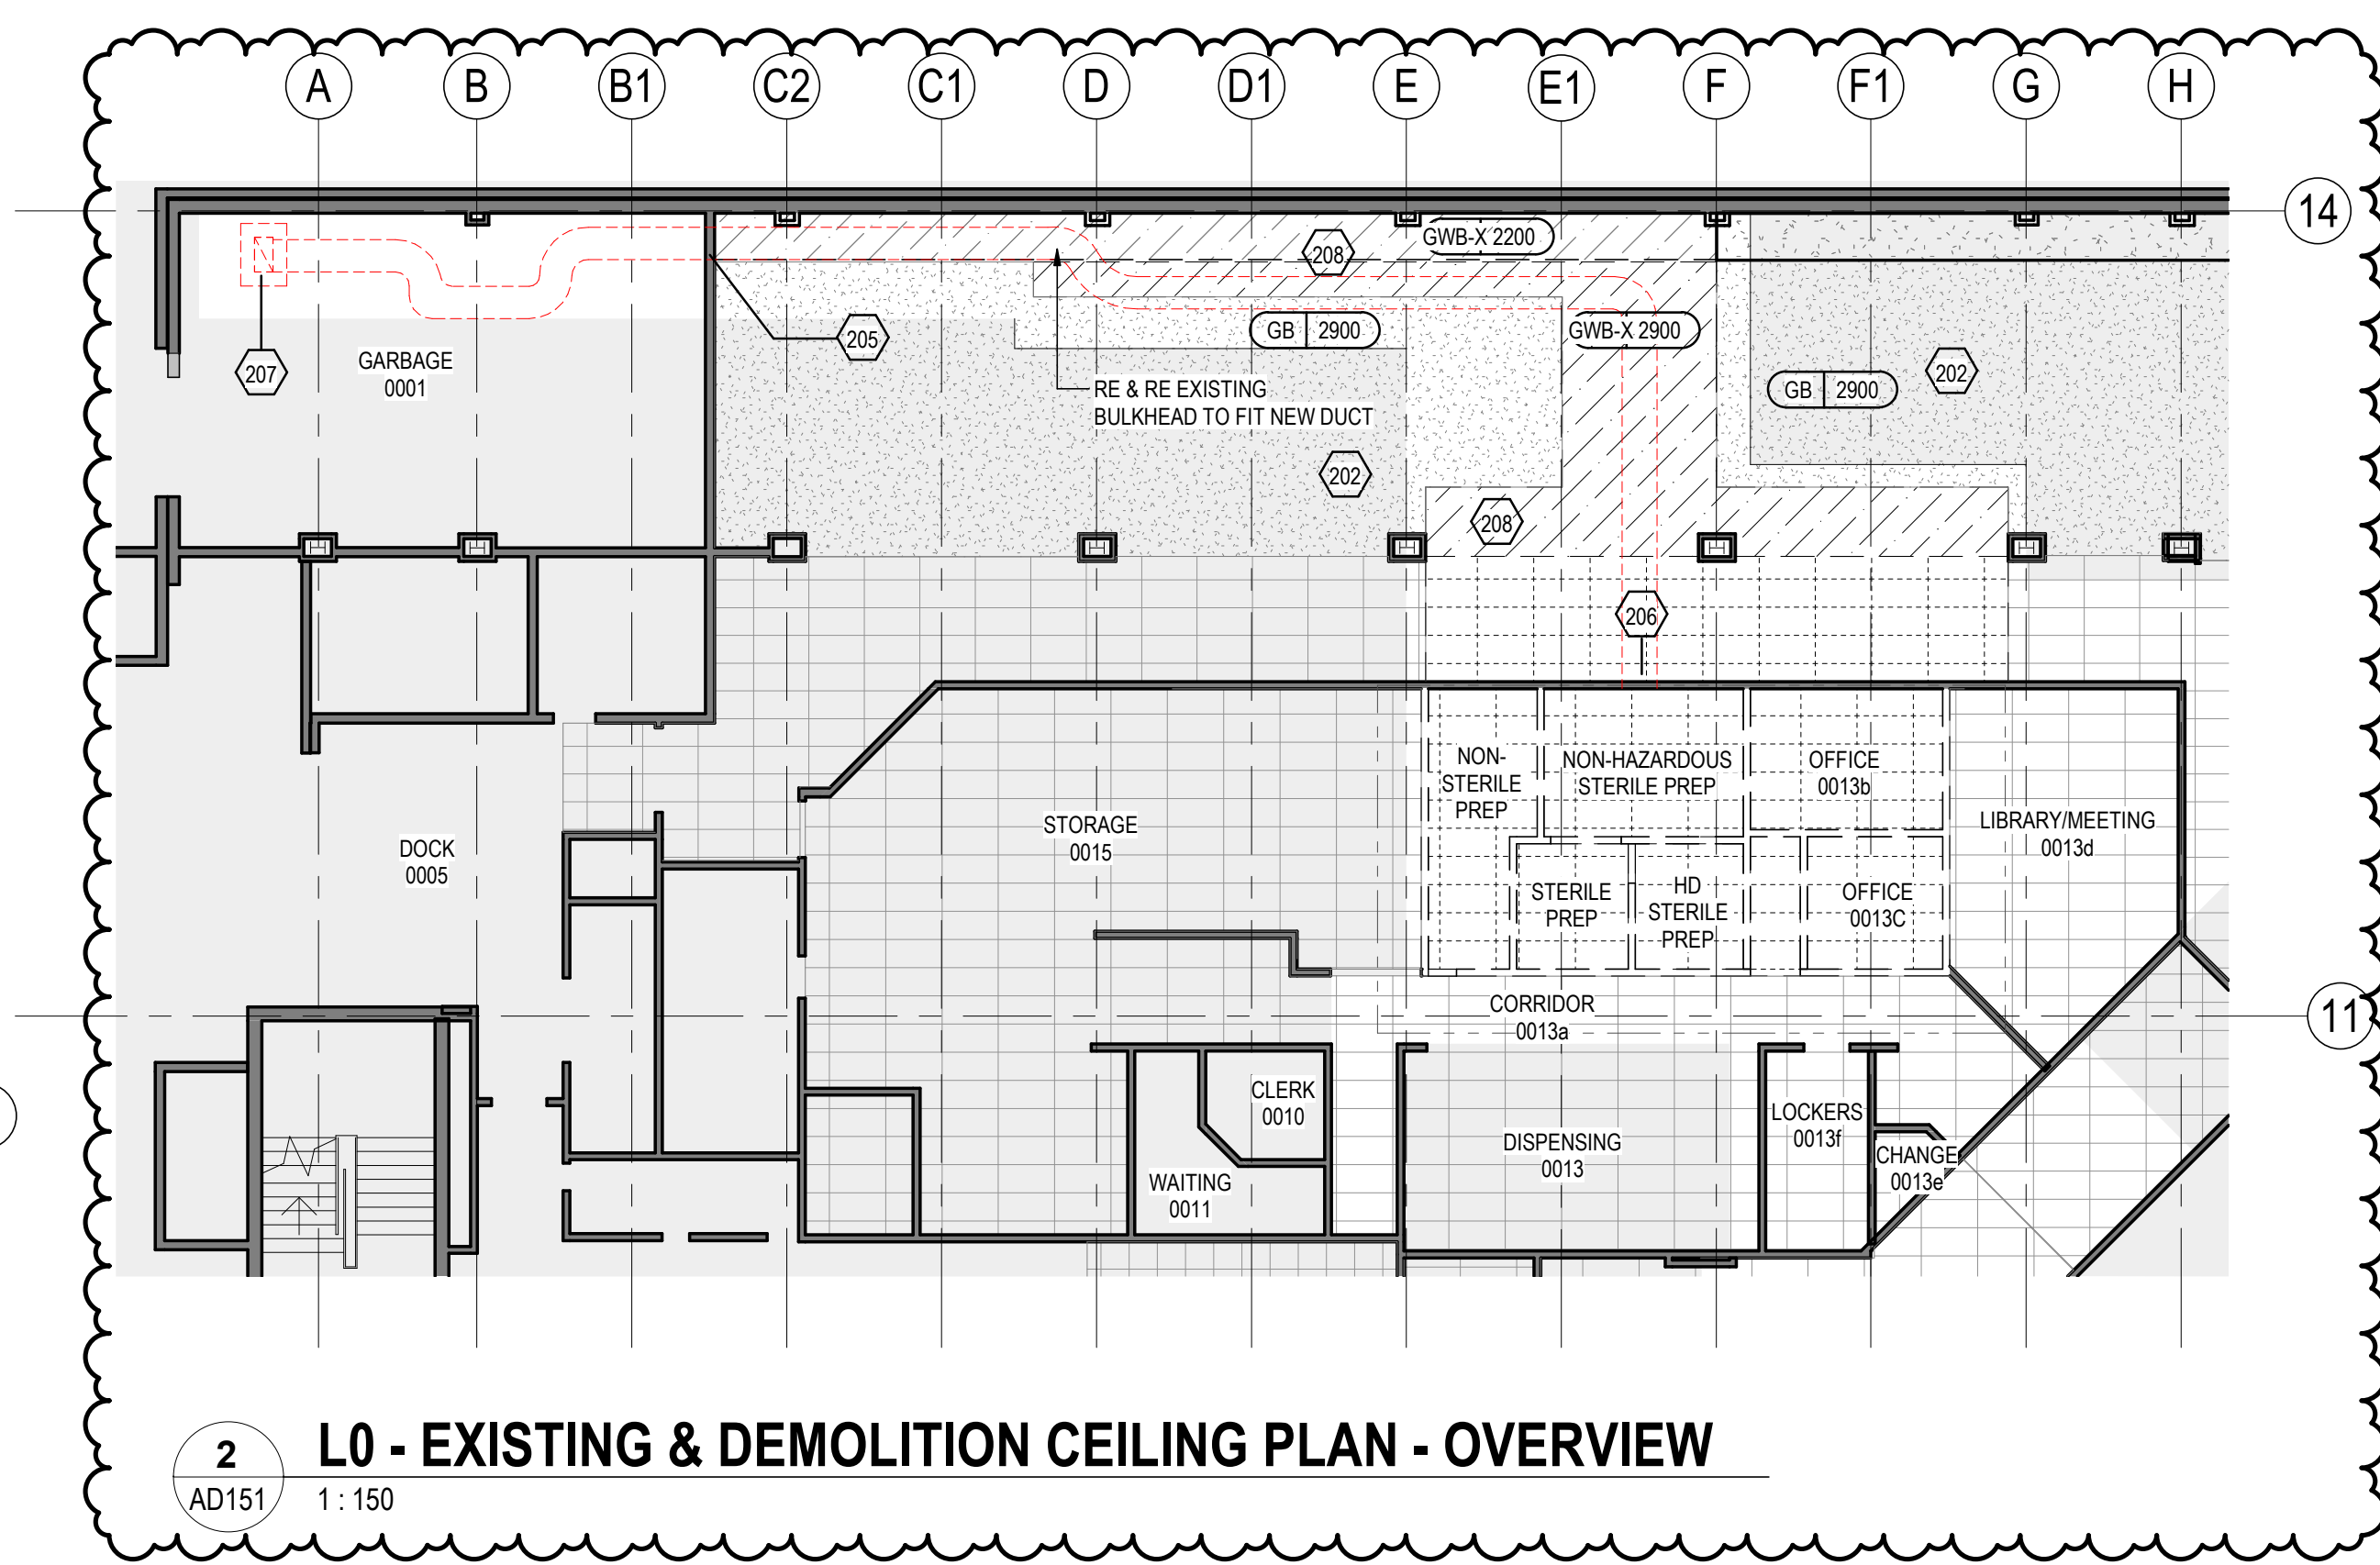 A B B1 C2 C1 D D1 E E1 F F1 G H
14
208
GWB-X 2200
205
GB 2900
GWB-X 2900
207
GARBAGE
0001
RE & RE EXISTING
BULKHEAD TO FIT NEW DUCT
GB 2900
202
202
208
206
NON-
STERILE
PREP
NON-HAZARDOUS
STERILE PREP
OFFICE
0013b
STORAGE
0015
LIBRARY/MEETING
0013d
DOCK
0005
STERILE
PREP
HD
STERILE
PREP
OFFICE
0013C
CORRIDOR
0013a
11
CLERK
0010
LOCKERS
0013f
DISPENSING
0013
CHANGE
0013e
WAITING
0011
2
AD151
L0 - EXISTING & DEMOLITION CEILING PLAN - OVERVIEW
1 : 150